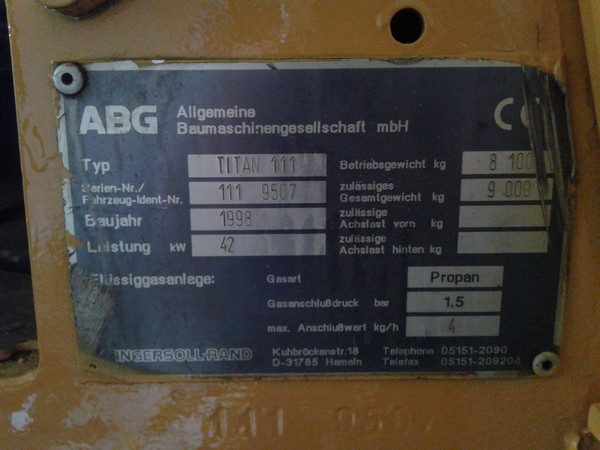 ABG Allgemeine
Baumaschinengesellschaft mbH CE
Typ TITAN 111 Betriebsgewicht kg 8 100
Serien-Nr./ Fahrzeug-Ident-Nr. 111 9507 zulässiges Gesamtgewicht kg 9 000
Baujahr 1998 zulässige Achslast vorn kg
Leistung kW 42 zulässige Achslast hinten kg
Flüssiggasanlage: Gasart Propan
Gasanschlußdruck bar 1,5
max. Anschlußwert kg/h 4
INGERSOLL-RAND Kuhbrückenstr.18 Telephone 05151-2090
D-31785 Hameln Telefax 05151-209204
111 9507